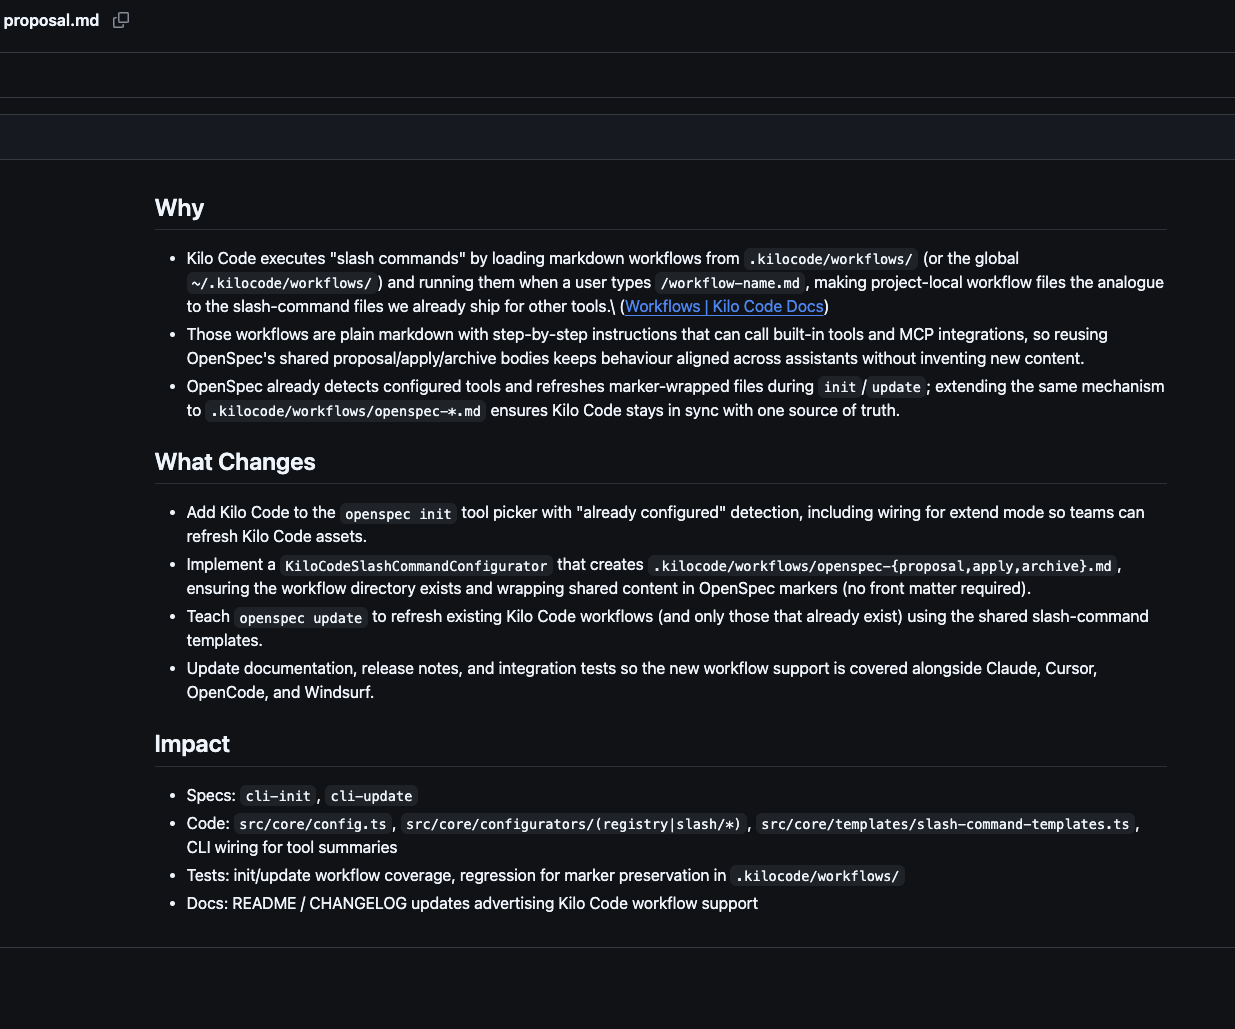 proposal.md
Why
Kilo Code executes "slash commands" by loading markdown workflows from .kilocode/workflows/ (or the global
~/.kilocode/workflows/ ) and running them when a user types /workflow-name.md , making project-local workflow files the analogue
to the slash-command files we already ship for other tools.\ (Workflows | Kilo Code Docs)
Those workflows are plain markdown with step-by-step instructions that can call built-in tools and MCP integrations, so reusing
OpenSpec's shared proposal/apply/archive bodies keeps behaviour aligned across assistants without inventing new content.
OpenSpec already detects configured tools and refreshes marker-wrapped files during init / update ; extending the same mechanism
to .kilocode/workflows/openspec-*.md ensures Kilo Code stays in sync with one source of truth.
What Changes
Add Kilo Code to the openspec init tool picker with "already configured" detection, including wiring for extend mode so teams can
refresh Kilo Code assets.
Implement a KiloCodeSlashCommandConfigurator that creates .kilocode/workflows/openspec-{proposal,apply,archive}.md ,
ensuring the workflow directory exists and wrapping shared content in OpenSpec markers (no front matter required).
Teach openspec update to refresh existing Kilo Code workflows (and only those that already exist) using the shared slash-command
templates.
Update documentation, release notes, and integration tests so the new workflow support is covered alongside Claude, Cursor,
OpenCode, and Windsurf.
Impact
Specs: cli-init , cli-update
Code: src/core/config.ts , src/core/configurators/(registry|slash/*) , src/core/templates/slash-command-templates.ts ,
CLI wiring for tool summaries
Tests: init/update workflow coverage, regression for marker preservation in .kilocode/workflows/
Docs: README / CHANGELOG updates advertising Kilo Code workflow support